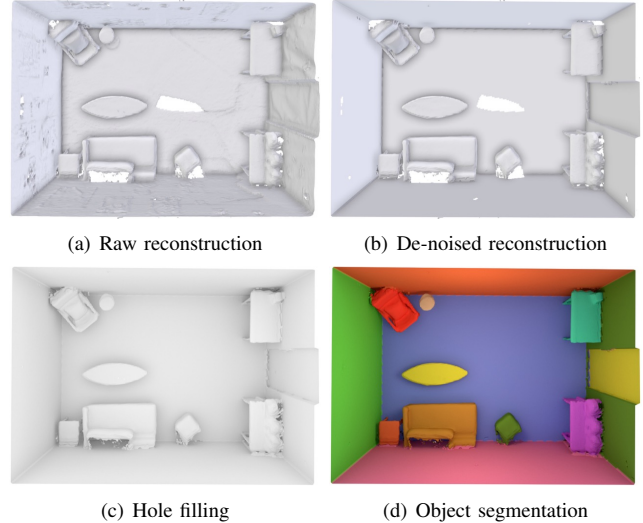 (a) Raw reconstruction
(b) De-noised reconstruction
(c) Hole filling
(d) Object segmentation